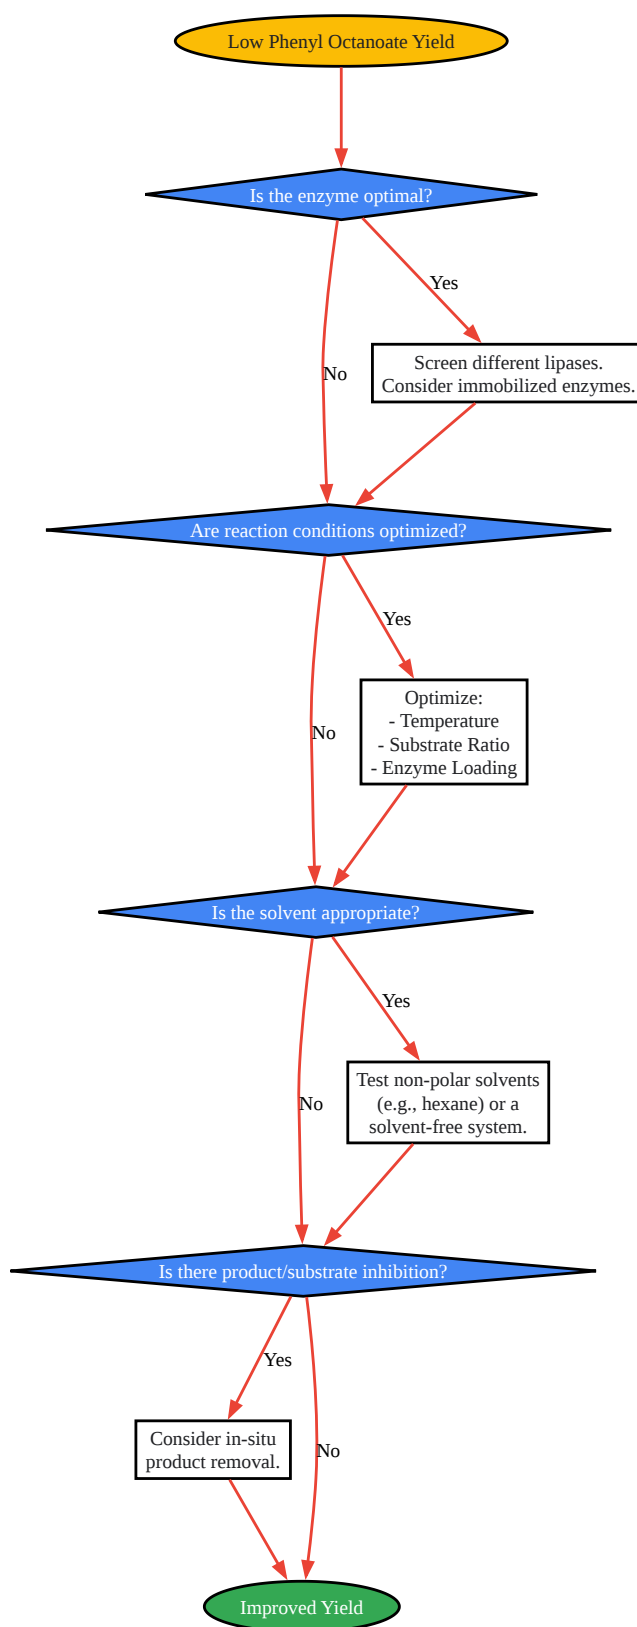 Low Phenyl Octanoate Yield
Is the enzyme optimal?
Yes
Screen different lipases.
Consider immobilized enzymes.
No
Are reaction conditions optimized?
Yes
Optimize:
- Temperature
- Substrate Ratio
- Enzyme Loading
No
Is the solvent appropriate?
Yes
Test non-polar solvents
(e.g., hexane) or a
solvent-free system.
No
Is there product/substrate inhibition?
Yes
Consider in-situ
product removal.
No
Improved Yield